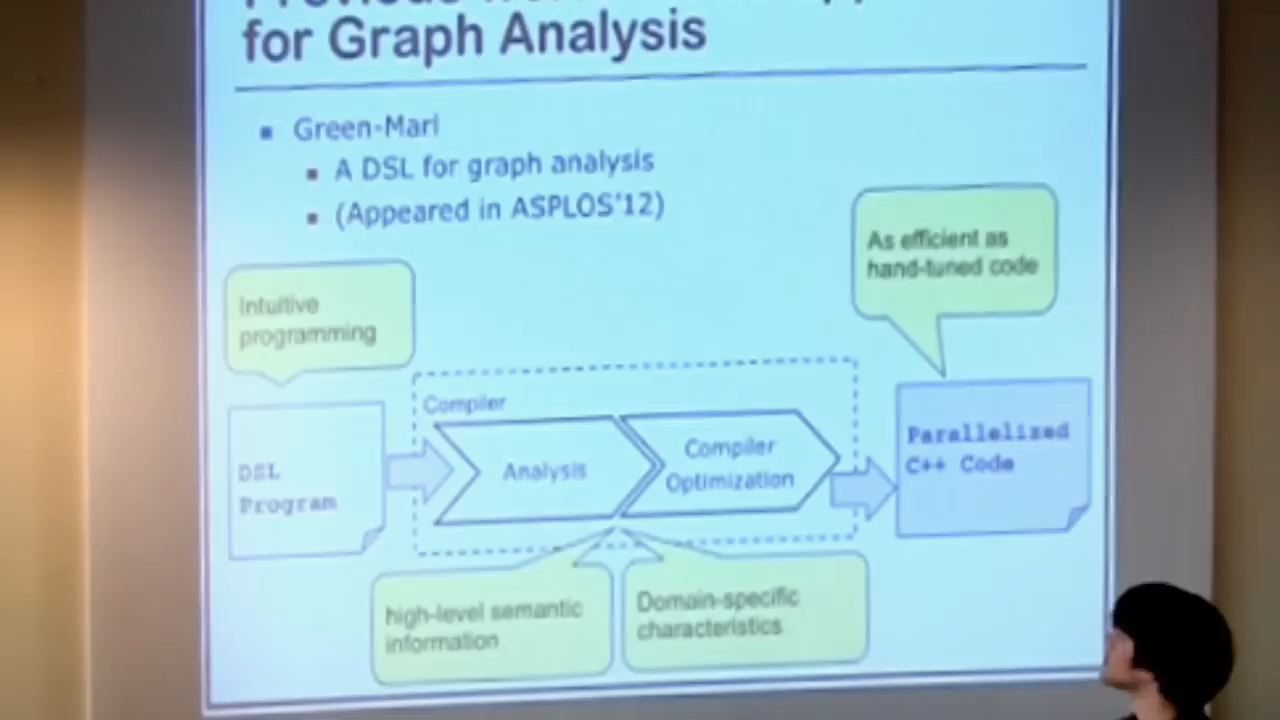 Previous
for Graph Analysis
Green-Marl
A DSL for graph analysis
(Appeared in ASPLOS'12)
As efficient as
hand-tuned code
Intuitive
programming
Compiler
DSL
Program
Analysis
Compiler
Optimization
Parallelized
C++ Code
high-level semantic
information
Domain-specific
characteristics